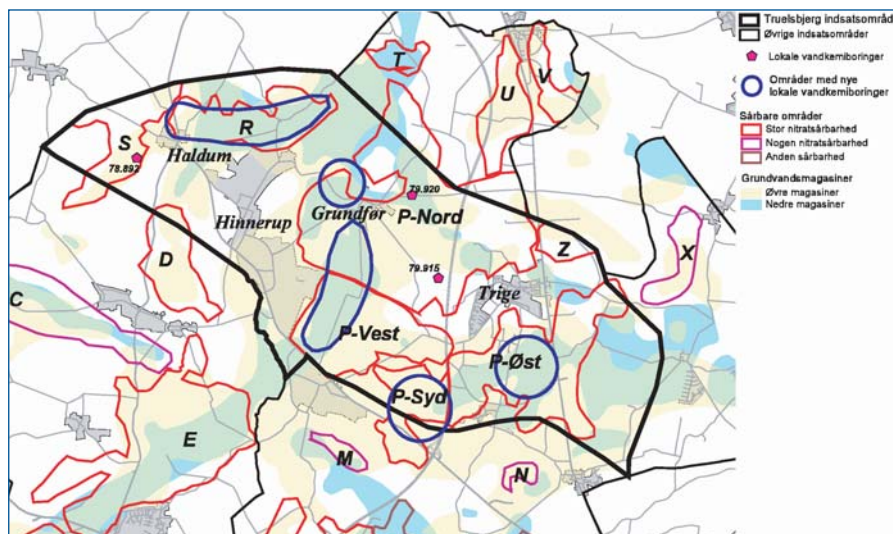 Truelsbjerg indsatsområd
Øvrige indsatsområder
Lokale vandkemiboringer
Områder med nye
lokale vandkemiboringer
Sårbare områder
Stor nitratsårbarhed
Nogen nitratsårbarhed
Anden sårbarhed
Grundvandsmagasiner
Øvre magasiner
Nedre magasiner
T
U
V
R
S
Haldum
78.892
79.920
Hinnerup
Grundfør
P-Nord
D
Z
X
C
79.915
Trige
P-Vest
P-Øst
P-Syd
E
M
N